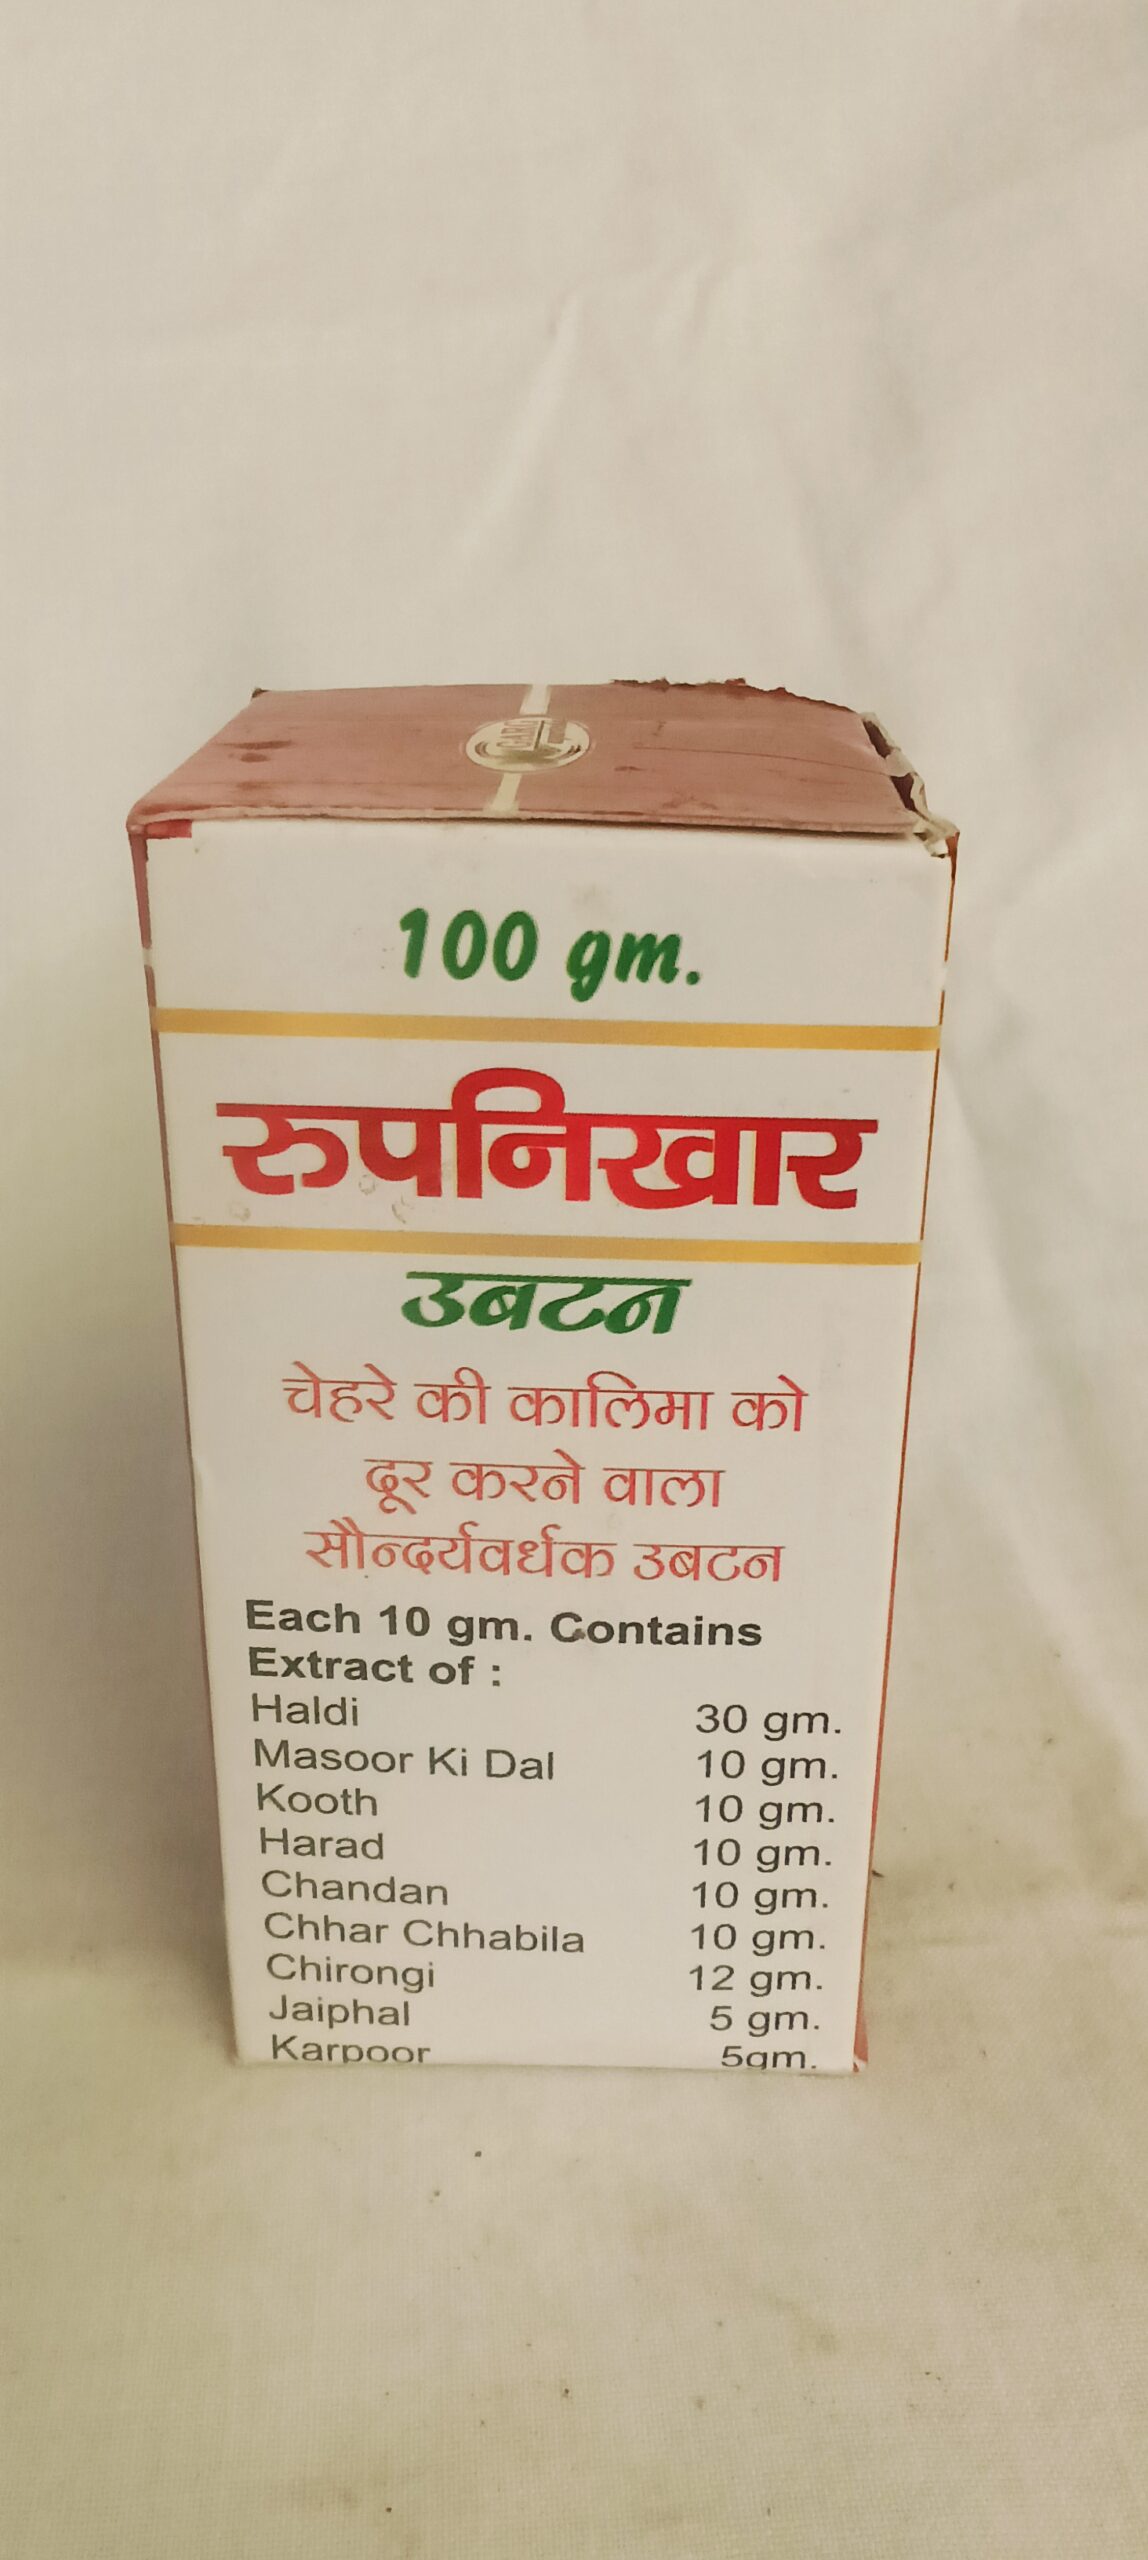 GARG
100 gm.
रुपनिखार
उबटन
चेहरे की कालिमा को
दूर करने वाला
सौन्दर्यवर्धक उबटन
Each 10 gm. Contains
Extract of :
Haldi 30 gm.
Masoor Ki Dal 10 gm.
Kooth 10 gm.
Harad 10 gm.
Chandan 10 gm.
Chhar Chhabila 10 gm.
Chirongi 12 gm.
Jaiphal 5 gm.
Karpoor 5gm.